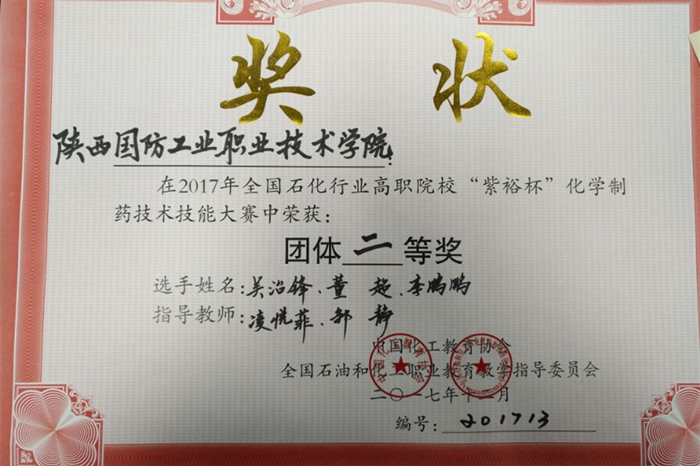 奖 状
陕西国防工业职业技术学院:
在2017年全国石化行业高职院校“紫裕杯”化学制
药技术技能大赛中荣获:
团体二等奖
选手姓名:吴治锋、董 超、李鹏鹏
指导教师:凌悦菲、邹 静
中国化工教育协会
全国石油和化工职业教育教学指导委员会
二〇一七年十 月
编号: 201713